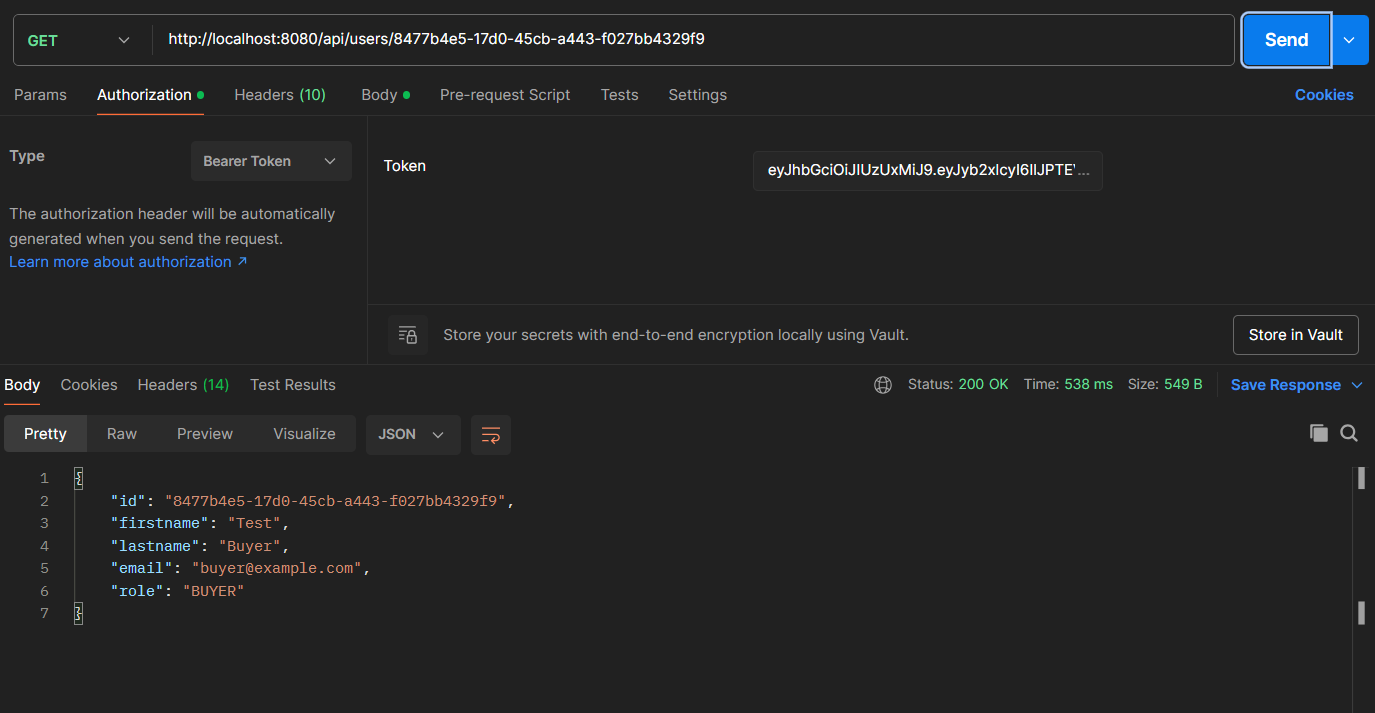 GET http://localhost:8080/api/users/8477b4e5-17d0-45cb-a443-f027bb4329f9 Send
Params Authorization Headers (10) Body Pre-request Script Tests Settings Cookies
Type Bearer Token
Token eyJhbGciOiJIUzUxMiJ9.eyJyb2xlcyI6IlJPTE...
The authorization header will be automatically
generated when you send the request.
Learn more about authorization ↗
Store your secrets with end-to-end encryption locally using Vault. Store in Vault
Body Cookies Headers (14) Test Results Status: 200 OK Time: 538 ms Size: 549 B Save Response
Pretty Raw Preview Visualize JSON
1 {
2 "id": "8477b4e5-17d0-45cb-a443-f027bb4329f9",
3 "firstname": "Test",
4 "lastname": "Buyer",
5 "email": "buyer@example.com",
6 "role": "BUYER"
7 }